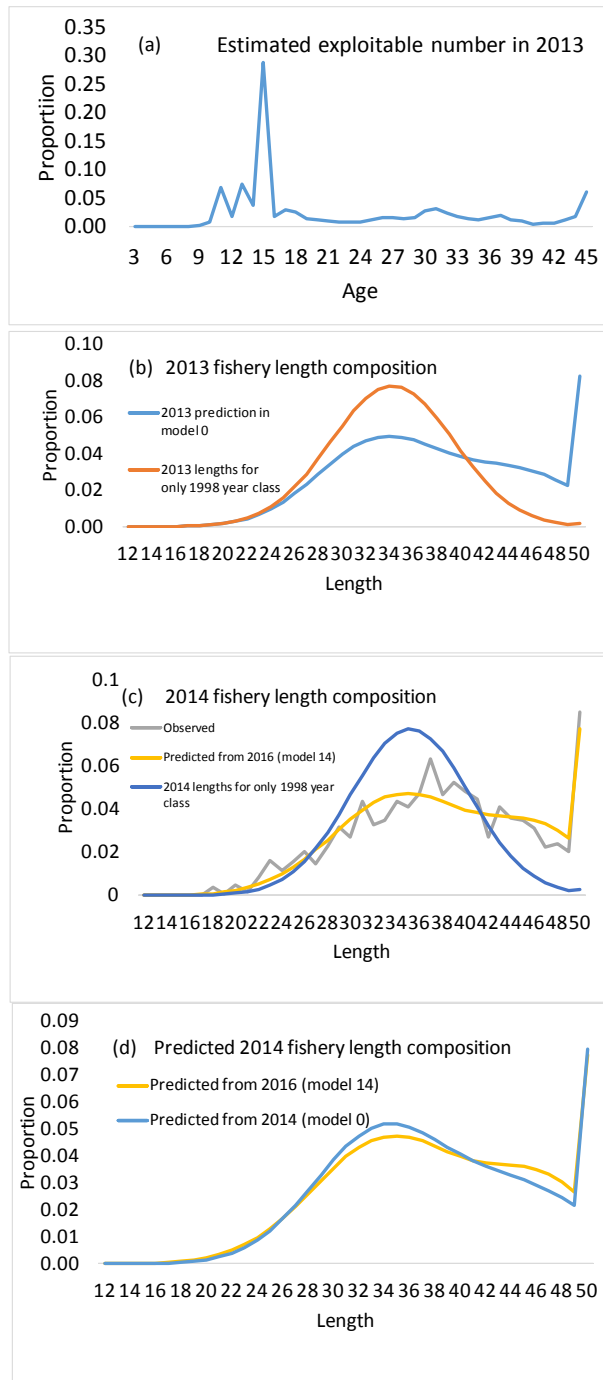 (a) Estimated exploitable number in 2013
0.35
0.30
0.25
0.20
0.15
0.10
0.05
0.00
Proportiion
3 6 9 12 15 18 21 24 27 30 33 36 39 42 45
Age
(b) 2013 fishery length composition
0.10
0.08
0.06
0.04
0.02
0.00
Proportion
2013 prediction in
model 0
2013 lengths for
only 1998 year class
12 14 16 18 20 22 24 26 28 30 32 34 36 38 40 42 44 46 48 50
Length
(c) 2014 fishery length composition
0.1
0.08
0.06
0.04
0.02
0
Proportion
Observed
Predicted from 2016 (model 14)
2014 lengths for only 1998 year
class
12 14 16 18 20 22 24 26 28 30 32 34 36 38 40 42 44 46 48 50
Length
(d) Predicted 2014 fishery length composition
0.09
0.08
0.07
0.06
0.05
0.04
0.03
0.02
0.01
0.00
Proportion
Predicted from 2016 (model 14)
Predicted from 2014 (model 0)
12 14 16 18 20 22 24 26 28 30 32 34 36 38 40 42 44 46 48 50
Length